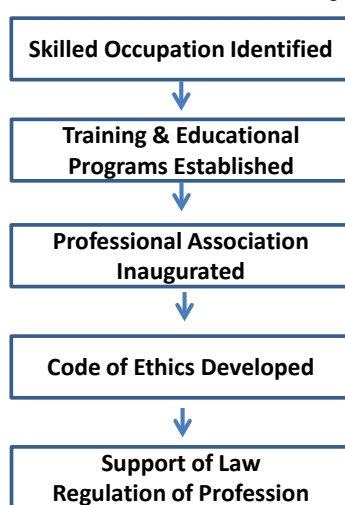 Skilled Occupation Identified
Training & Educational
Programs Established
Professional Association
Inaugurated
Code of Ethics Developed
Support of Law
Regulation of Profession